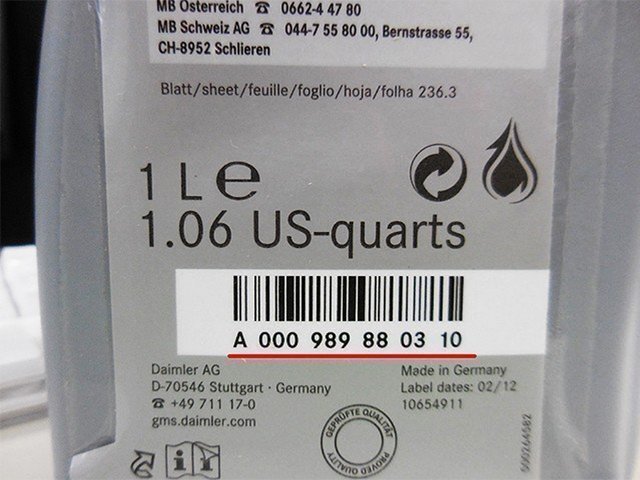 MB Österreich ☎ 0662-4 47 80
MB Schweiz AG ☎ 044-7 55 80 00, Bernstrasse 55,
CH-8952 Schlieren
Blatt/sheet/feuille/foglio/hoja/folha 236.3
1 L ℮
1.06 US-quarts
A 000 989 88 03 10
Daimler AG
D-70546 Stuttgart · Germany
☎ +49 711 17-0
gms.daimler.com
Made in Germany
Label dates: 02/12
10654911
GEPRÜFTE QUALITÄT
PROVED QUALITY
500264582